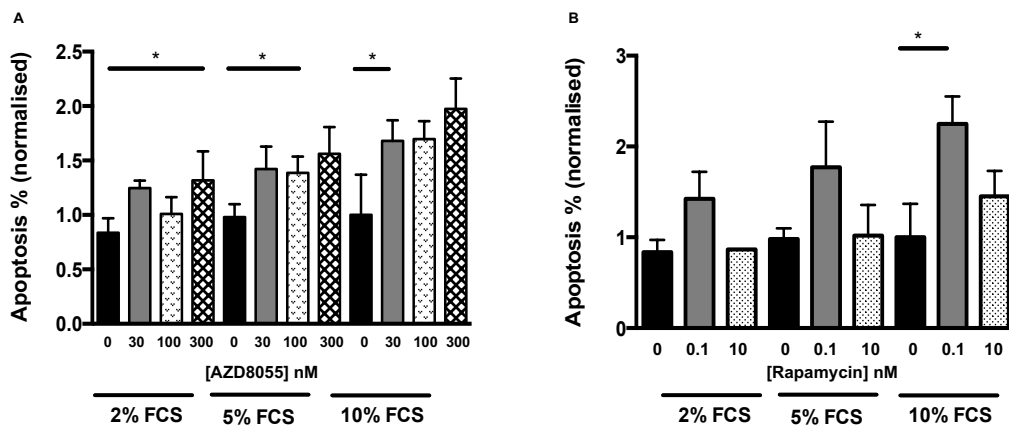 A
Apoptosis % (normalised)
2.5
2.0
1.5
1.0
0.5
0.0
* * *
0 30 100 300 0 30 100 300 0 30 100 300
[AZD8055] nM
2% FCS 5% FCS 10% FCS
B
Apoptosis % (normalised)
3
2
1
0
*
0 0.1 10 0 0.1 10 0 0.1 10
[Rapamycin] nM
2% FCS 5% FCS 10% FCS